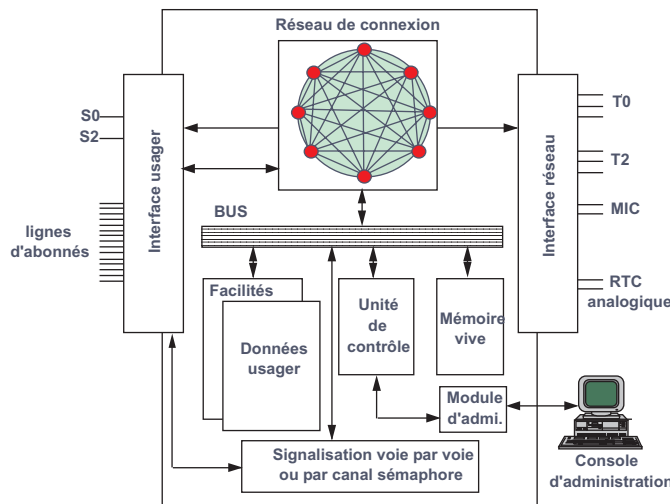 Réseau de connexion
S0
S2
lignes
d'abonnés
Interface usager
Interface réseau
T0
T2
MIC
RTC
analogique
BUS
Facilités
Données
usager
Unité
de
contrôle
Mémoire
vive
Module
d'admi.
Signalisation voie par voie
ou par canal sémaphore
Console
d'administration